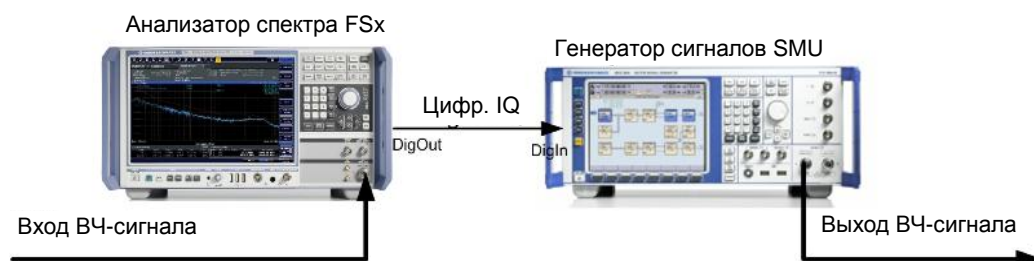 Анализатор спектра FSx
Генератор сигналов SMU
Цифр. IQ
DigOut
DigIn
Вход ВЧ-сигнала
Выход ВЧ-сигнала